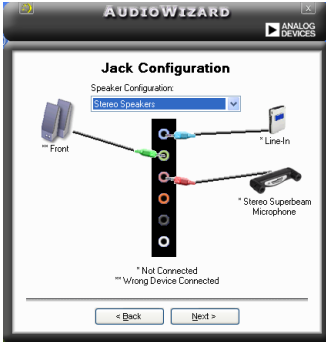 AUDIOWIZARD
ANALOG
DEVICES
Jack Configuration
Speaker Configuration:
Stereo Speakers
** Front
* Line-In
* Stereo Superbeam
Microphone
* Not Connected
** Wrong Device Connected
< Back
Next >